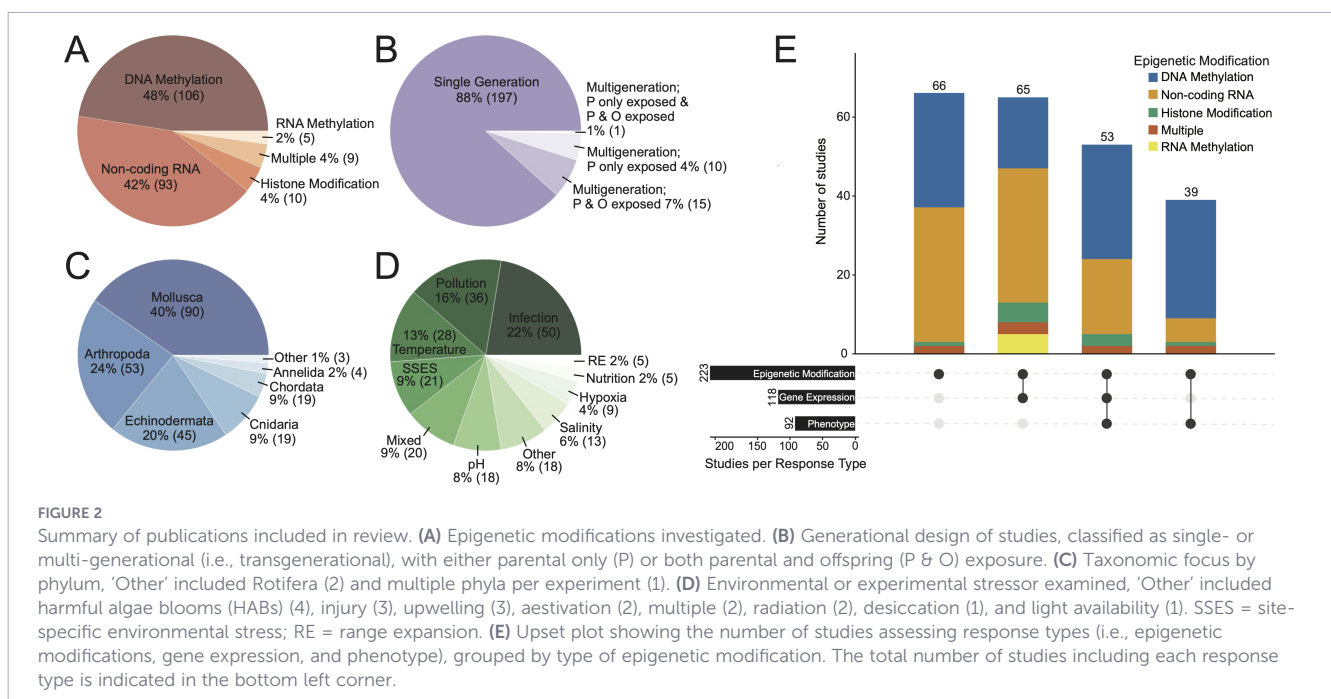 A
DNA Methylation
48% (106)
RNA Methylation
2% (5)
Multiple 4% (9)
Non-coding RNA
42% (93)
Histone Modification
4% (10)
B
Single Generation
88% (197)
Multigeneration;
P only exposed &
P & O exposed
1% (1)
Multigeneration;
P only exposed 4% (10)
Multigeneration;
P & O exposed 7% (15)
C
Mollusca
40% (90)
Arthropoda
24% (53)
Other 1% (3)
Annelida 2% (4)
Chordata
9% (19)
Echinodermata
20% (45)
Cnidaria
9% (19)
D
Pollution
16% (36)
Infection
22% (50)
13% (28)
Temperature
SSES
9% (21)
RE 2% (5)
Nutrition 2% (5)
Hypoxia
4% (9)
Salinity
6% (13)
Mixed
9% (20)
pH
8% (18)
Other
8% (18)
E
Epigenetic Modification
DNA Methylation
Non-coding RNA
Histone Modification
Multiple
RNA Methylation
Number of studies
60
40
20
0
66
65
53
39
223
Epigenetic Modification
118
Gene Expression
92
Phenotype
200 150 100 50 0
Studies per Response Type
FIGURE 2
Summary of publications included in review. (A) Epigenetic modifications investigated. (B) Generational design of studies, classified as single- or
multi-generational (i.e., transgenerational), with either parental only (P) or both parental and offspring (P & O) exposure. (C) Taxonomic focus by
phylum, ‘Other’ included Rotifera (2) and multiple phyla per experiment (1). (D) Environmental or experimental stressor examined, ‘Other’ included
harmful algae blooms (HABs) (4), injury (3), upwelling (3), aestivation (2), multiple (2), radiation (2), desiccation (1), and light availability (1). SSES = site-
specific environmental stress; RE = range expansion. (E) Upset plot showing the number of studies assessing response types (i.e., epigenetic
modifications, gene expression, and phenotype), grouped by type of epigenetic modification. The total number of studies including each response
type is indicated in the bottom left corner.